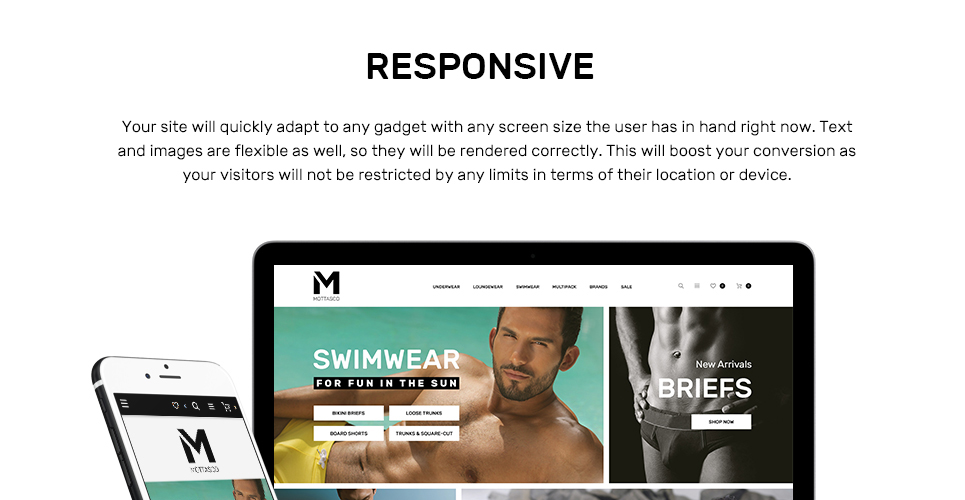 RESPONSIVE
Your site will quickly adapt to any gadget with any screen size the user has in hand right now. Text
and images are flexible as well, so they will be rendered correctly. This will boost your conversion as
your visitors will not be restricted by any limits in terms of their location or device.
M
MOTTASCO
UNDERWEAR LOUNGEWEAR SWIMWEAR MULTIPACK BRANDS SALE
0 0
SWIMWEAR
FOR FUN IN THE SUN
BIKINI BRIEFS LOOSE TRUNKS
BOARD SHORTS TRUNKS & SQUARE-CUT
New Arrivals
BRIEFS
SHOP NOW
M
MOTTASCO